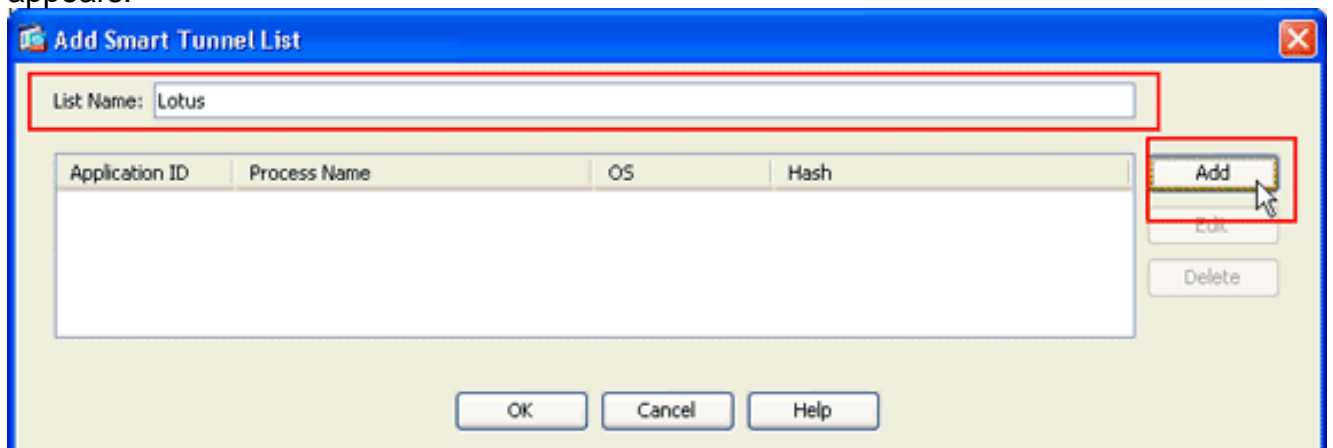 appears.
Add Smart Tunnel List
List Name: Lotus
Application ID Process Name OS Hash
Add
Edit
Delete
OK Cancel Help